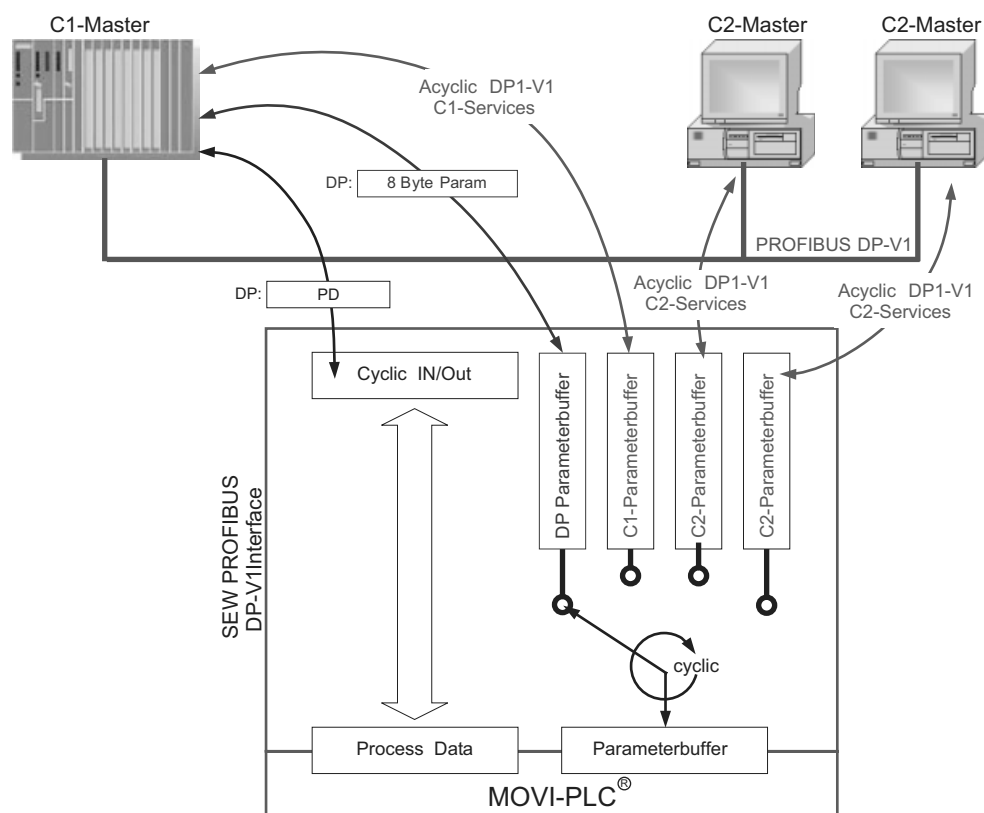 C1-Master
C2-Master
C2-Master
Acyclic DP1-V1
C1-Services
DP:
8 Byte Param
PROFIBUS DP-V1
DP:
PD
Acyclic DP1-V1
C2-Services
Acyclic DP1-V1
C2-Services
Cyclic IN/Out
DP Parameterbuffer
C1-Parameterbuffer
C2-Parameterbuffer
C2-Parameterbuffer
SEW PROFIBUS
DP-V1Interface
cyclic
Process Data
Parameterbuffer
MOVI-PLC®